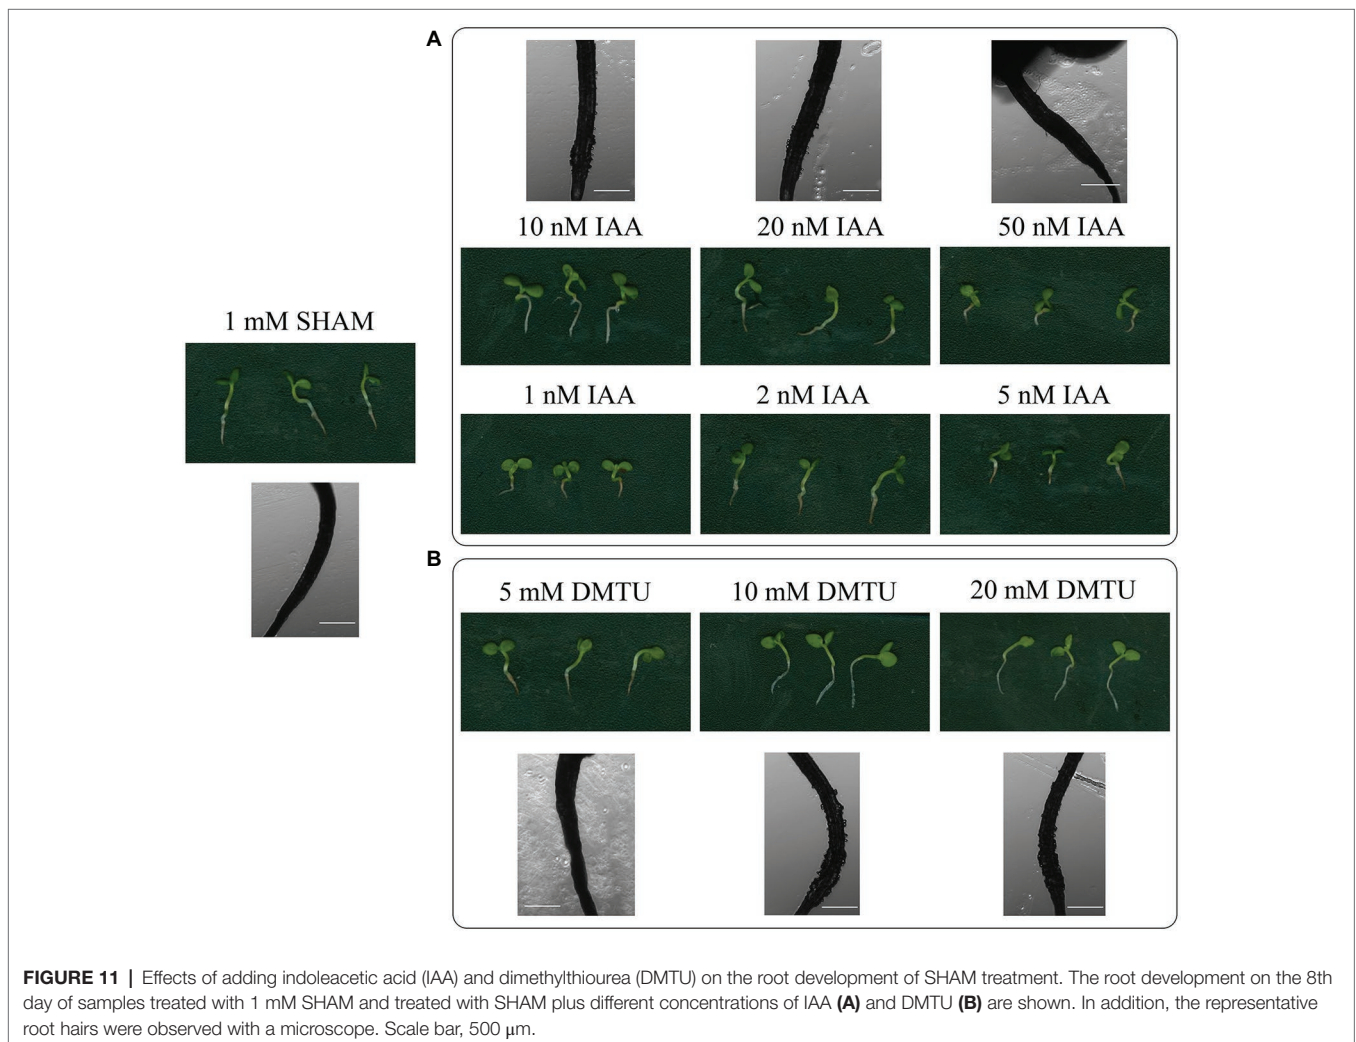 A
10 nM IAA 20 nM IAA 50 nM IAA
1 mM SHAM
1 nM IAA 2 nM IAA 5 nM IAA
B
5 mM DMTU 10 mM DMTU 20 mM DMTU
FIGURE 11 | Effects of adding indoleacetic acid (IAA) and dimethylthiourea (DMTU) on the root development of SHAM treatment. The root development on the 8th
day of samples treated with 1 mM SHAM and treated with SHAM plus different concentrations of IAA (A) and DMTU (B) are shown. In addition, the representative
root hairs were observed with a microscope. Scale bar, 500 μm.